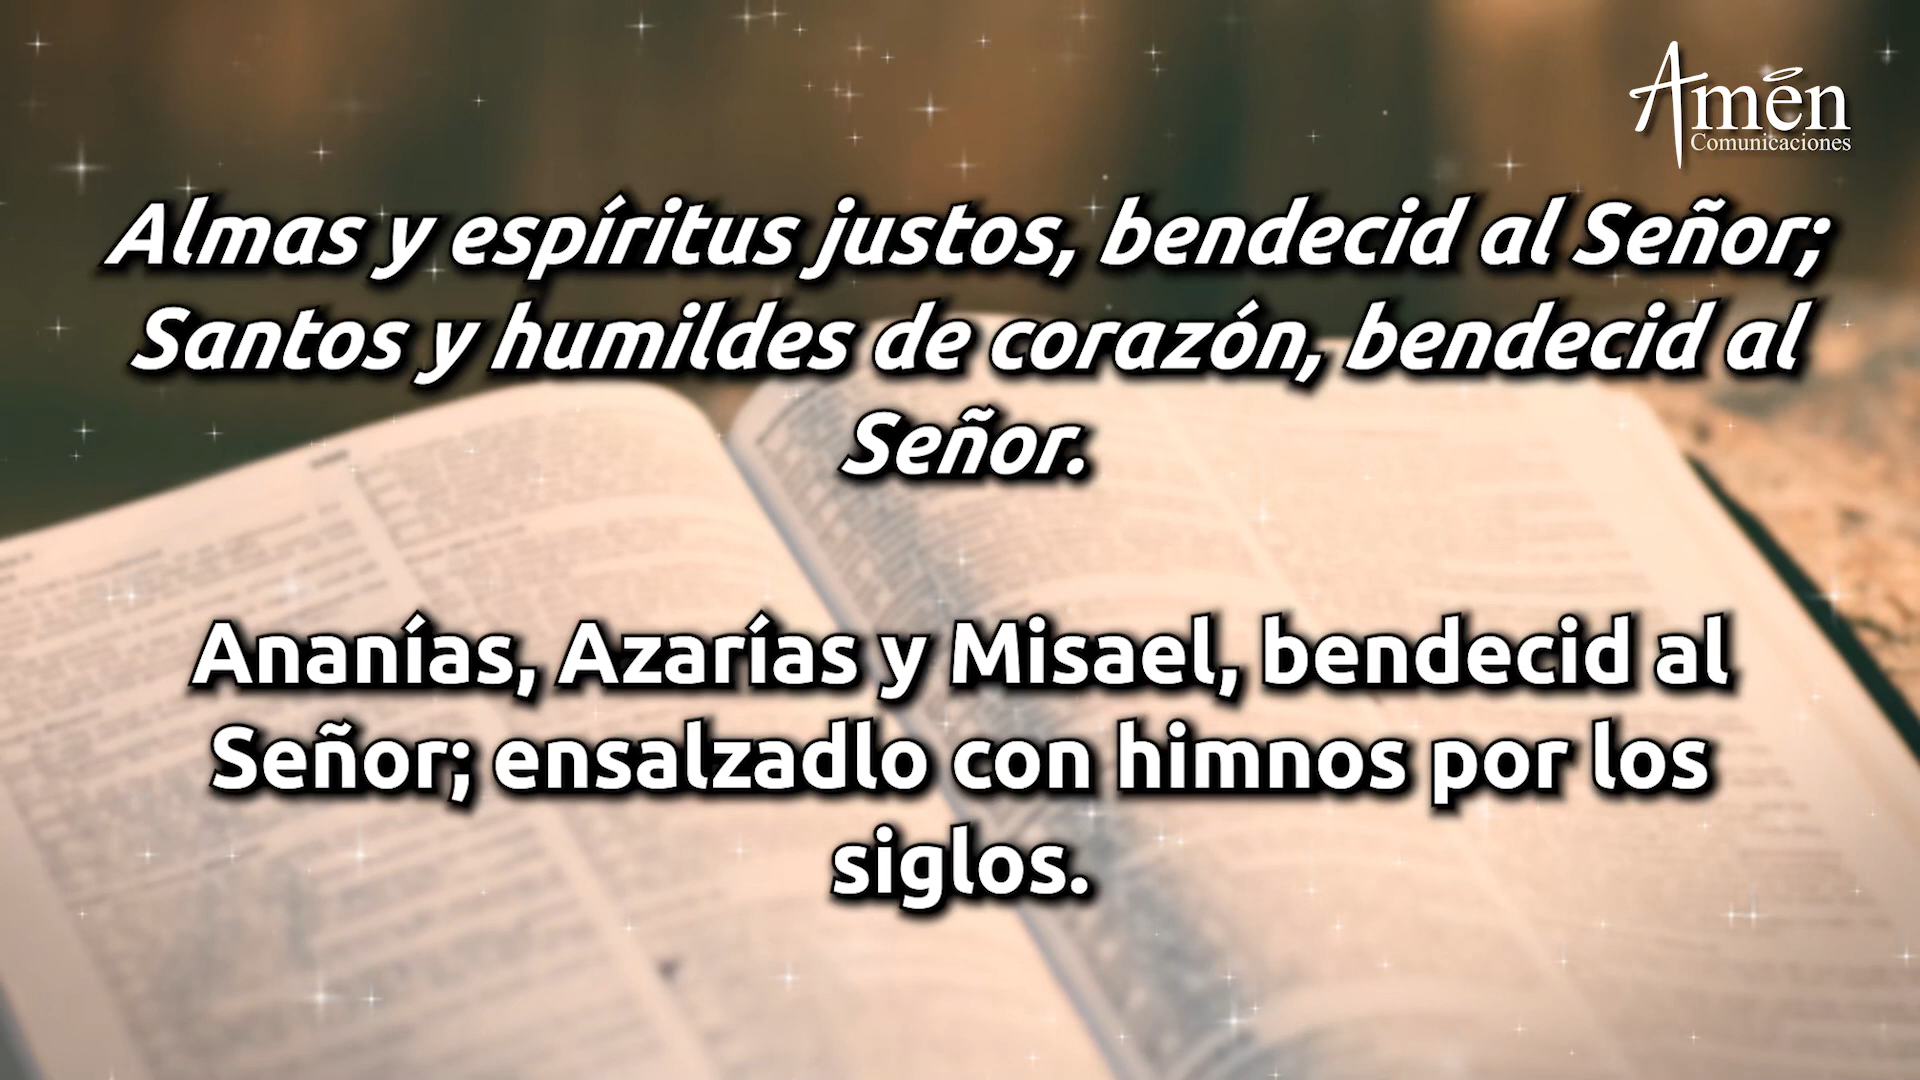 Amén
Comunicaciones
Almas y espíritus justos, bendecid al Señor;
Santos y humildes de corazón, bendecid al
Señor.
Ananías, Azarías y Misael, bendecid al
Señor; ensalzadlo con himnos por los
siglos.